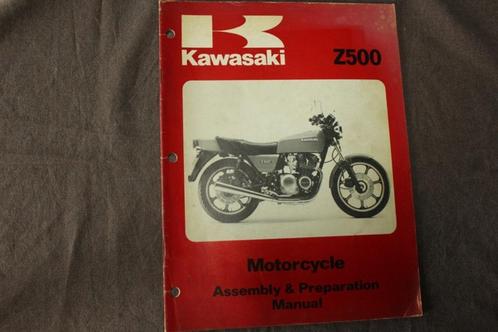 Kawasaki Z500
Motorcycle
Assembly & Preparation
Manual